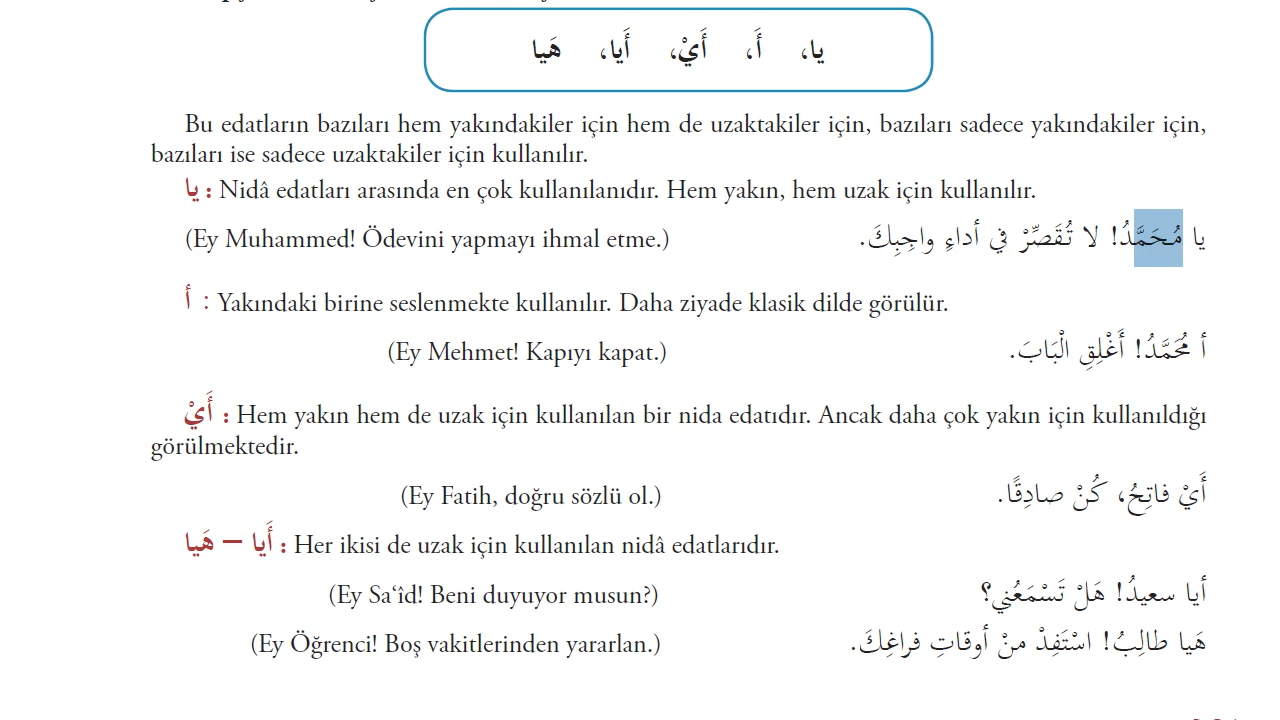 يا، أَ، أَيْ، أَيا، هَيا
Bu edatların bazıları hem yakındakiler için hem de uzaktakiler için, bazıları sadece yakındakiler için,
bazıları ise sadece uzaktakiler için kullanılır.
يا : Nidâ edatları arasında en çok kullanılanıdır. Hem yakın, hem uzak için kullanılır.
يا مُحَمَّدُ! لا تُقَصِّرْ في أداءِ واجِبِكَ. (Ey Muhammed! Ödevini yapmayı ihmal etme.)
أ : Yakındaki birine seslenmekte kullanılır. Daha ziyade klasik dilde görülür.
أ مُحَمَّدُ! أَغْلِقِ الْبَابَ. (Ey Mehmet! Kapıyı kapat.)
أَيْ : Hem yakın hem de uzak için kullanılan bir nida edatıdır. Ancak daha çok yakın için kullanıldığı
görülmektedir.
أَيْ فاتِحُ، كُنْ صادِقًا. (Ey Fatih, doğru sözlü ol.)
أَيا – هَيا : Her ikisi de uzak için kullanılan nidâ edatlarıdır.
أيا سعيدُ! هَلْ تَسْمَعُني؟ (Ey Sa‘îd! Beni duyuyor musun?)
هَيا طالِبُ! اسْتَفِدْ منْ أوقاتِ فراغِكَ. (Ey Öğrenci! Boş vakitlerinden yararlan.)